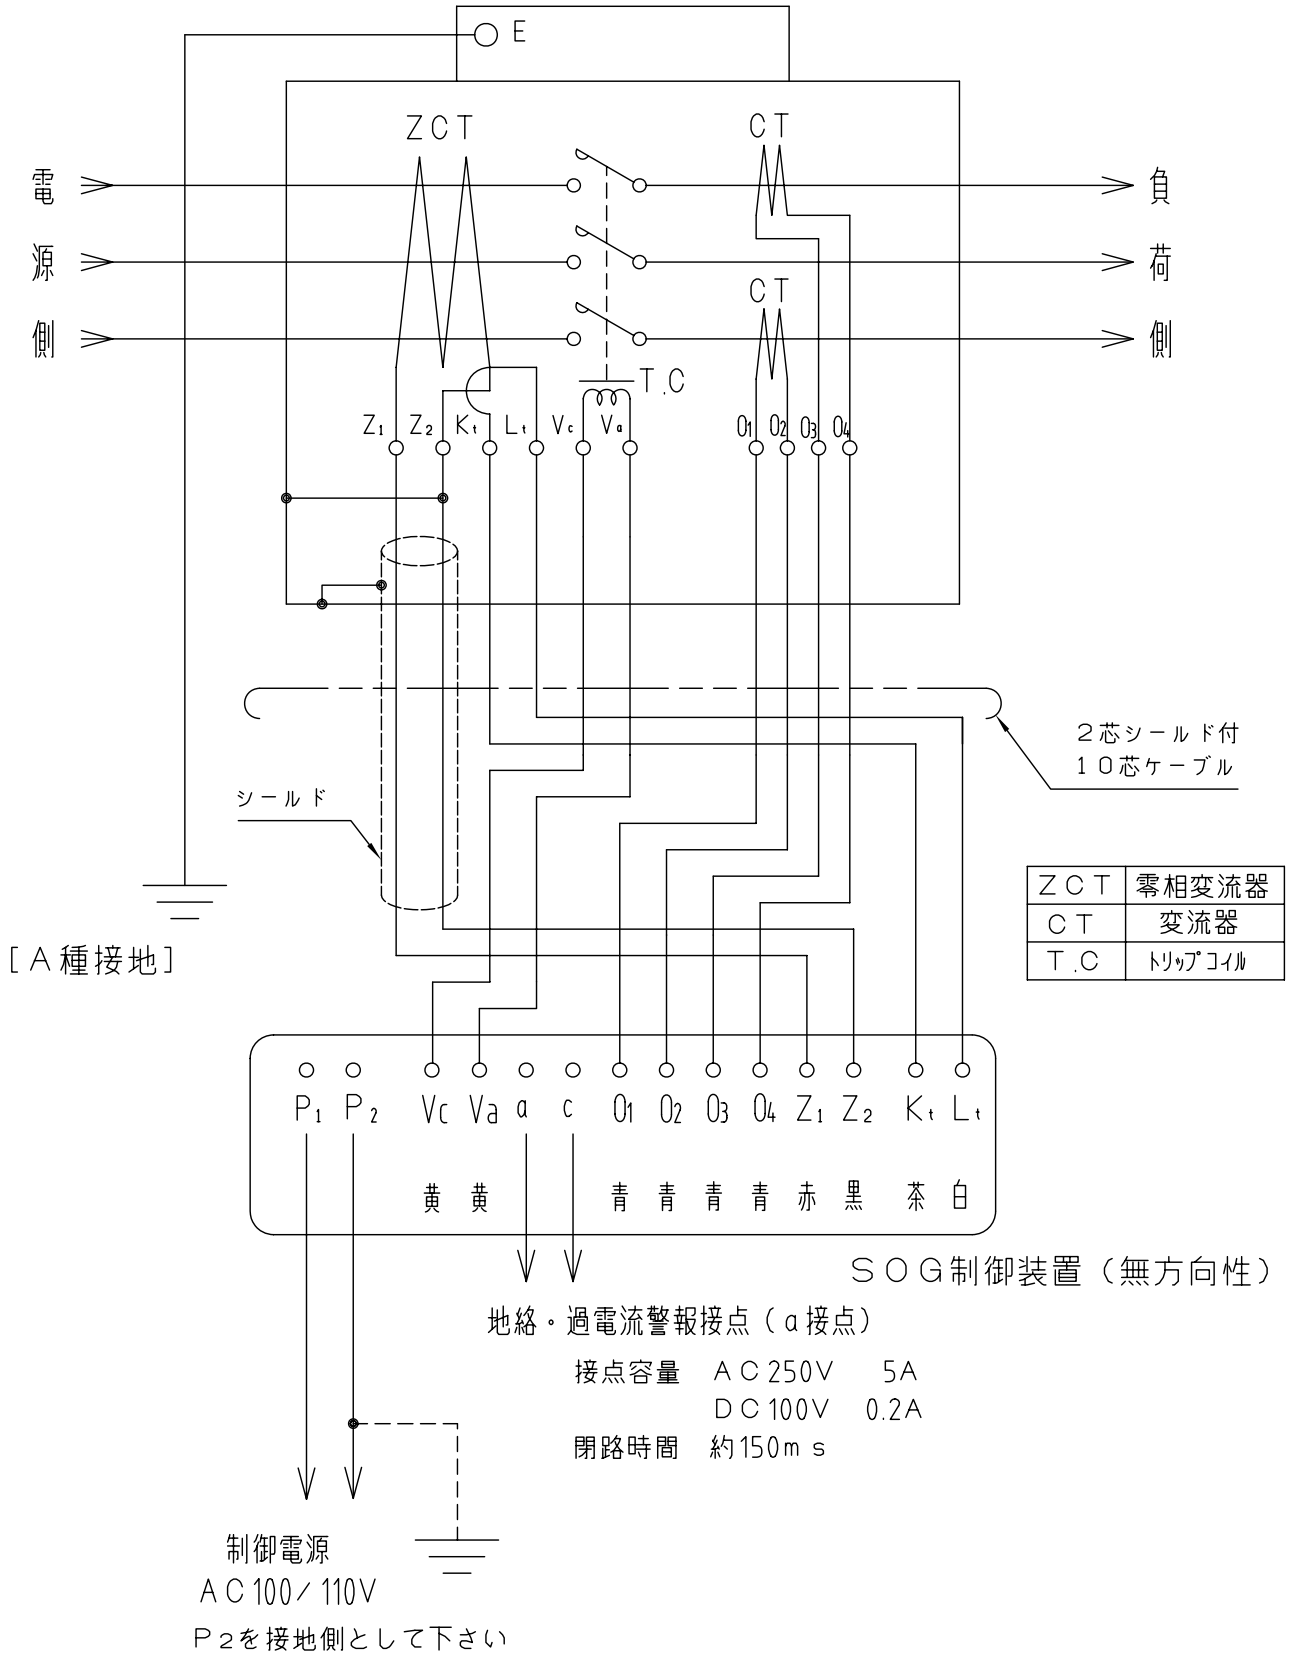 E
ZCT
CT
電
源
側
負
荷
側
CT
T.C
Z1 Z2 Kt Lt Vc Va O1 O2 O3 O4
2芯シールド付
10芯ケーブル
シールド
ZCT 零相変流器
CT 変流器
T.C トリップコイル
[A種接地]
P1 P2 Vc Va a c O1 O2 O3 O4 Z1 Z2 Kt Lt
黄 黄 青 青 青 青 赤 黒 茶 白
SOG制御装置(無方向性)
地絡・過電流警報接点(a接点)
接点容量 AC250V 5A
DC100V 0.2A
閉路時間 約150ms
制御電源
AC100/110V
P2を接地側として下さい